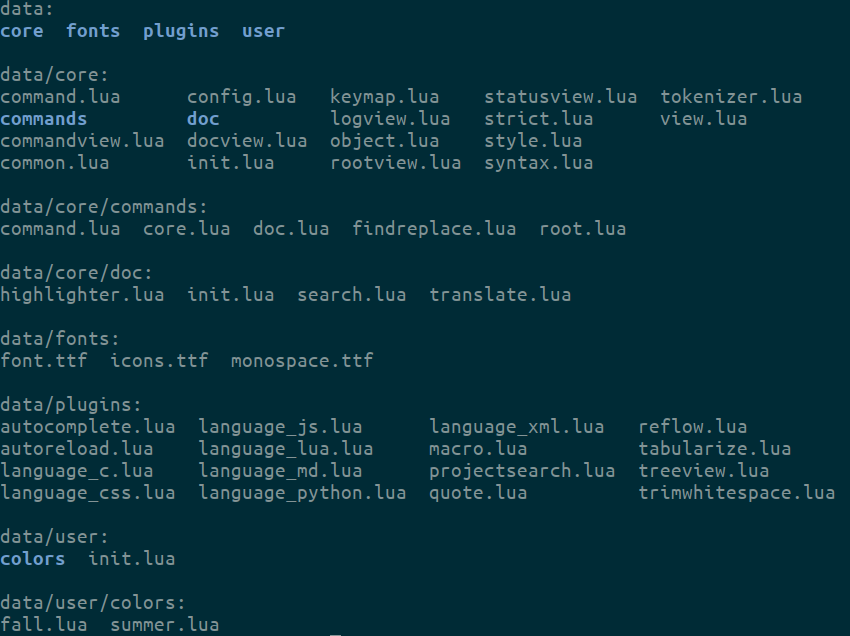 data:
core  fonts  plugins  user

data/core:
command.lua      config.lua   keymap.lua    statusview.lua  tokenizer.lua
commands         doc          logview.lua   strict.lua      view.lua
commandview.lua  docview.lua  object.lua    style.lua
common.lua       init.lua     rootview.lua  syntax.lua

data/core/commands:
command.lua  core.lua  doc.lua  findreplace.lua  root.lua

data/core/doc:
highlighter.lua  init.lua  search.lua  translate.lua

data/fonts:
font.ttf  icons.ttf  monospace.ttf

data/plugins:
autocomplete.lua  language_js.lua      language_xml.lua   reflow.lua
autoreload.lua    language_lua.lua     macro.lua          tabularize.lua
language_c.lua    language_md.lua      projectsearch.lua  treeview.lua
language_css.lua  language_python.lua  quote.lua          trimwhitespace.lua

data/user:
colors  init.lua

data/user/colors:
fall.lua  summer.lua